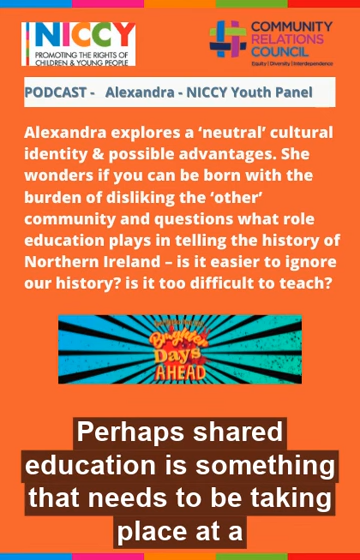 NICCY
PROMOTING THE RIGHTS OF
CHILDREN & YOUNG PEOPLE
COMMUNITY
RELATIONS
COUNCIL
Equity | Diversity | Interdependence
PODCAST - Alexandra - NICCY Youth Panel
Alexandra explores a ‘neutral’ cultural
identity & possible advantages. She
wonders if you can be born with the
burden of disliking the ‘other’
community and questions what role
education plays in telling the history of
Northern Ireland – is it easier to ignore
our history? is it too difficult to teach?
Brighter
Days
AHEAD
Perhaps shared
education is something
that needs to be taking
place at a